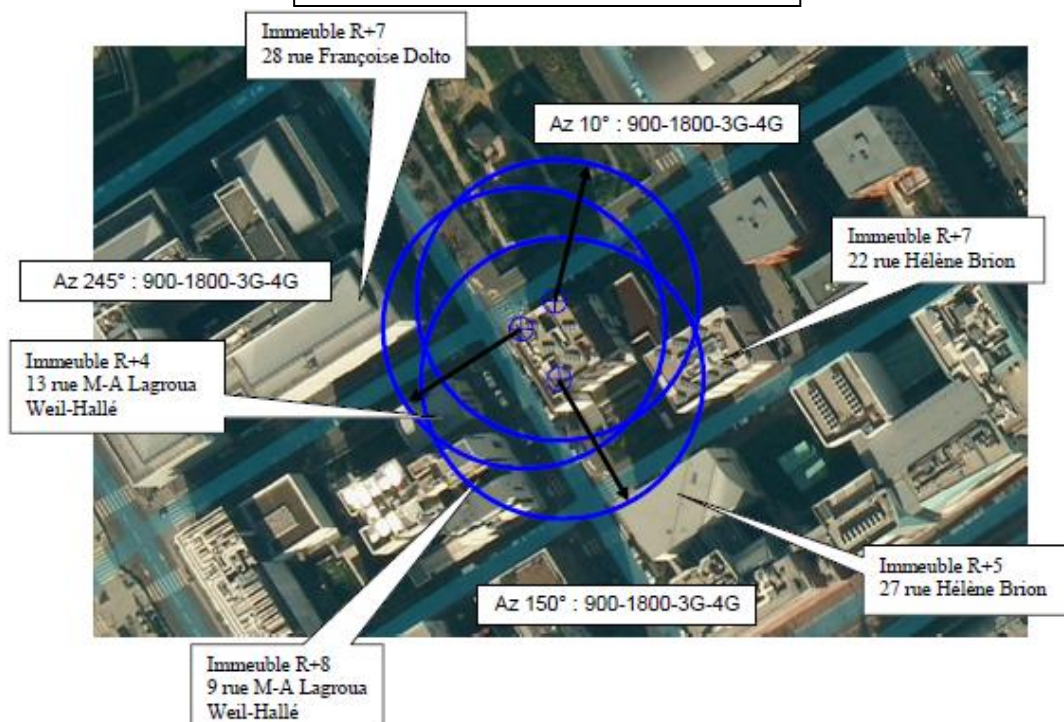 Immeuble R+7
28 rue Françoise Dolto
Az 10° : 900-1800-3G-4G
Immeuble R+7
22 rue Hélène Brion
Az 245° : 900-1800-3G-4G
Immeuble R+4
13 rue M-A Lagroua
Weil-Hallé
Immeuble R+5
27 rue Hélène Brion
Az 150° : 900-1800-3G-4G
Immeuble R+8
9 rue M-A Lagroua
Weil-Hallé